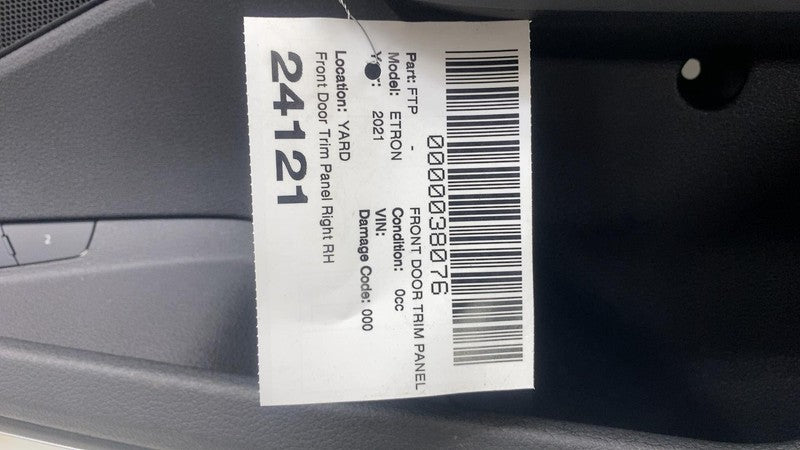 0000038076
Part: FTP - FRONT DOOR TRIM PANEL
Model: ETRON Condition: 0cc
2021 VIN:
Damage Code: 000
Location: YARD
Front Door Trim Panel Right RH
24121
2